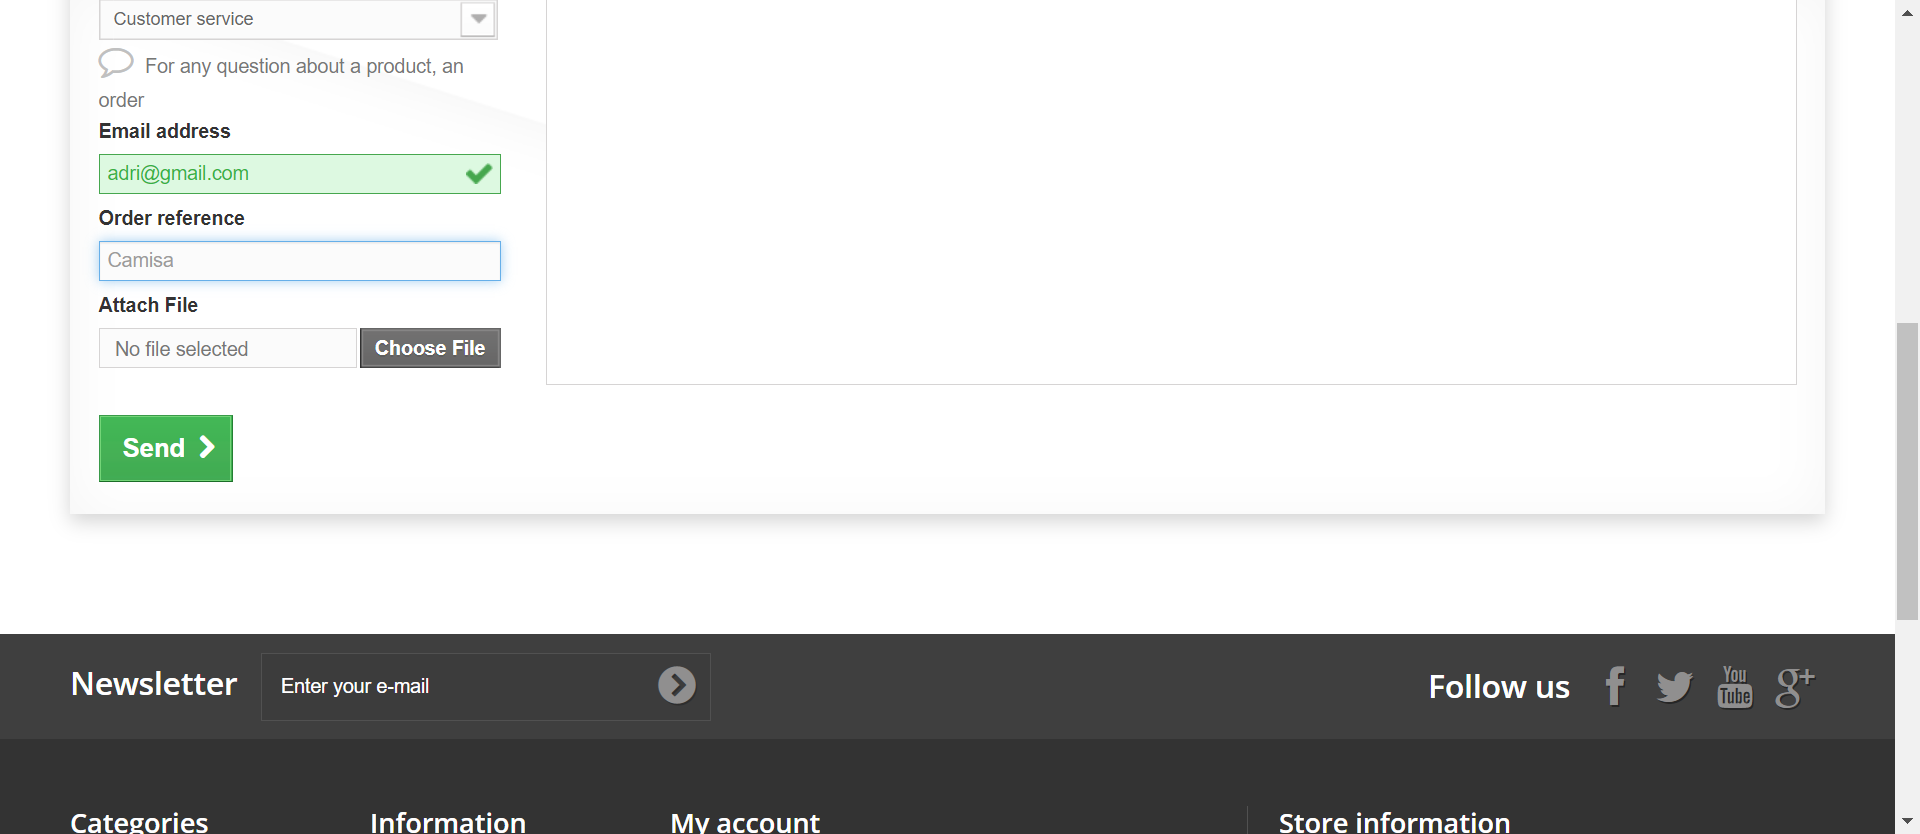 Customer service
For any question about a product, an
order
Email address
adri@gmail.com
Order reference
Camisa
Attach File
No file selected
Choose File
Send
Newsletter
Enter your e-mail
Follow us
You
Tube
g+
Categories
Information
My account
Store information